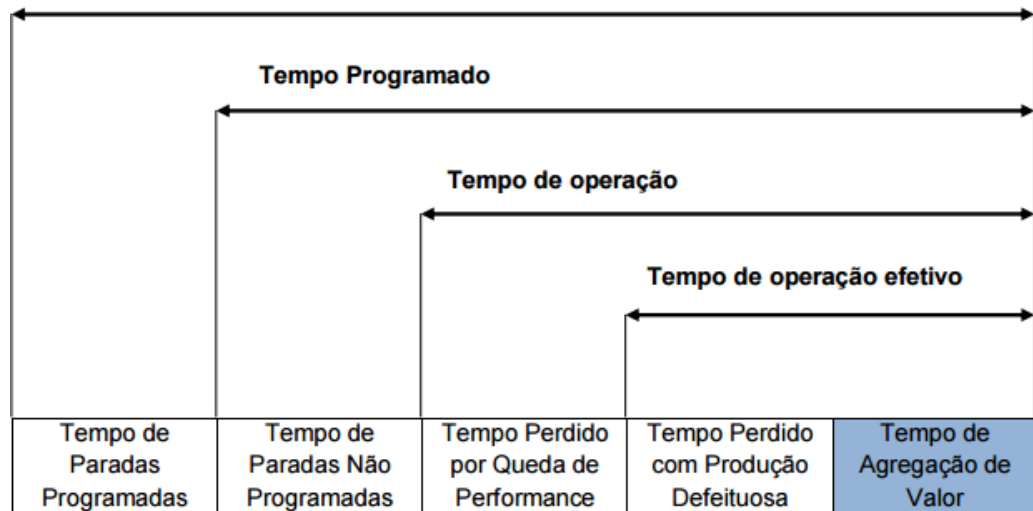 Tempo Programado
Tempo de operação
Tempo de operação efetivo
Tempo de
Paradas
Programadas
Tempo de
Paradas Não
Programadas
Tempo Perdido
por Queda de
Performance
Tempo Perdido
com Produção
Defeituosa
Tempo de
Agregação de
Valor